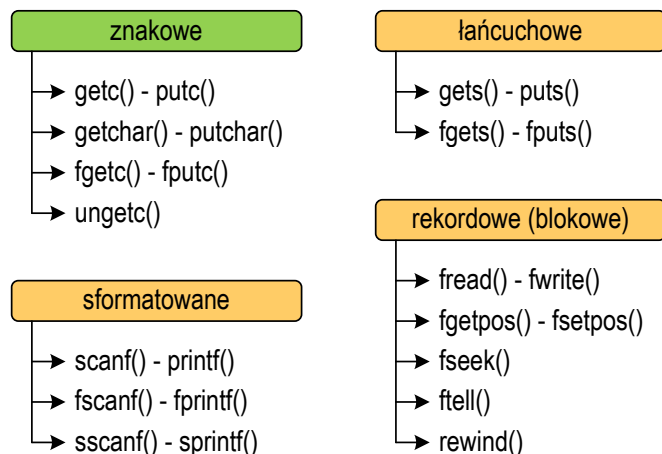 znakowe
getc() - putc()
getchar() - putchar()
fgetc() - fputc()
ungetc()
sformatowane
scanf() - printf()
fscanf() - fprintf()
sscanf() - sprintf()
łańcuchowe
gets() - puts()
fgets() - fputs()
rekordowe (blokowe)
fread() - fwrite()
fgetpos() - fsetpos()
fseek()
ftell()
rewind()